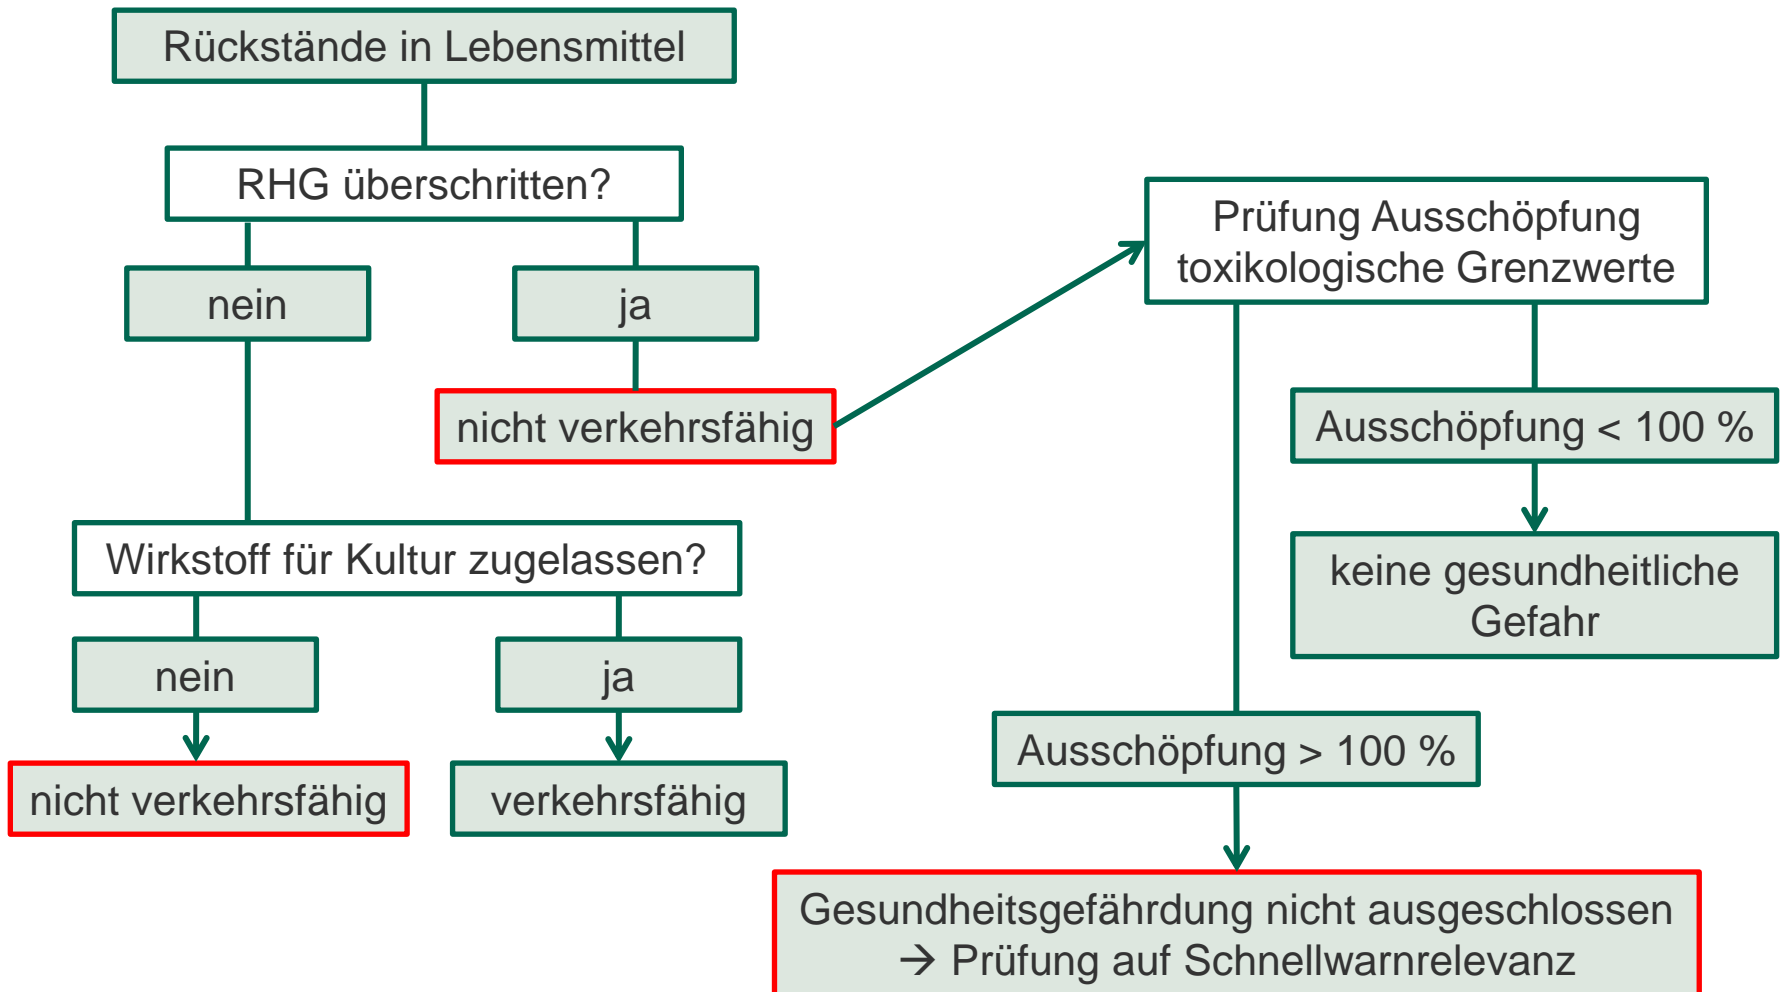 Rückstände in Lebensmittel
RHG überschritten?
nein
ja
nicht verkehrsfähig
Wirkstoff für Kultur zugelassen?
nein
ja
nicht verkehrsfähig
verkehrsfähig
Prüfung Ausschöpfung
toxikologische Grenzwerte
Ausschöpfung < 100 %
keine gesundheitliche
Gefahr
Ausschöpfung > 100 %
Gesundheitsgefährdung nicht ausgeschlossen
→ Prüfung auf Schnellwarnrelevanz